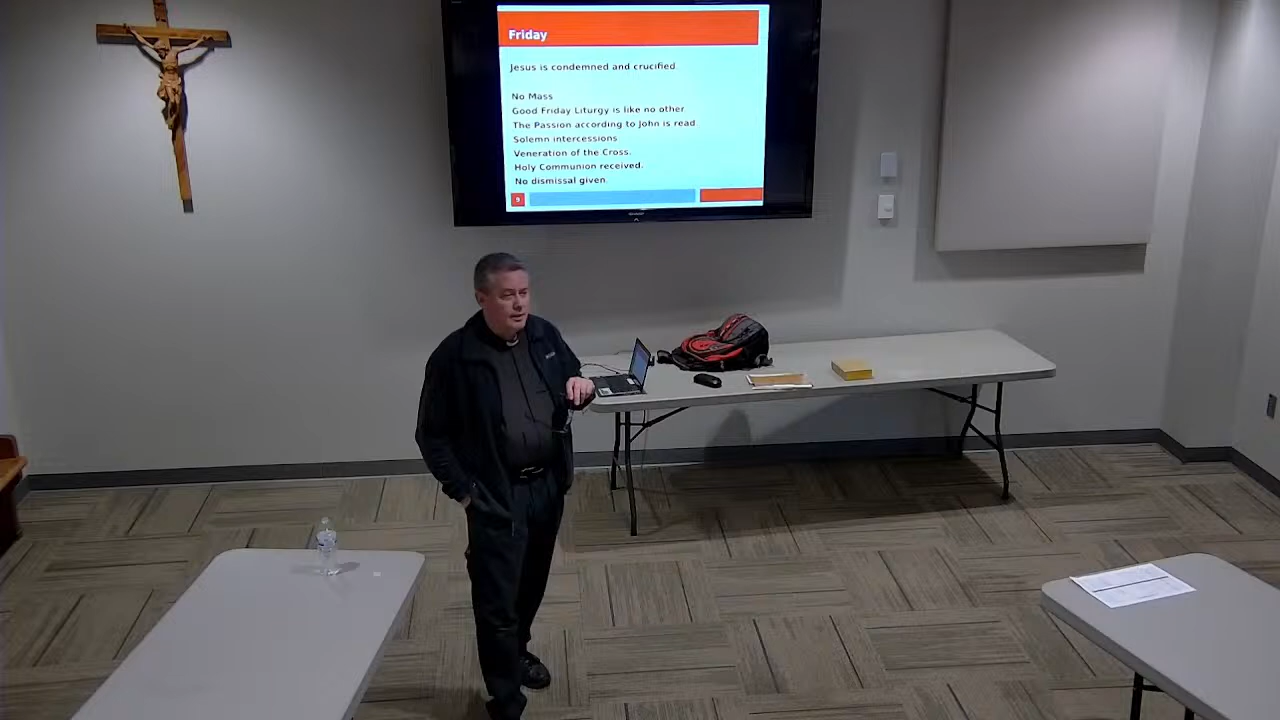 Friday
Jesus is condemned and crucified
No Mass
Good Friday Liturgy is like no other
The Passion according to John is read.
Solemn intercessions
Veneration of the Cross.
Holy Communion received.
No dismissal given.
9